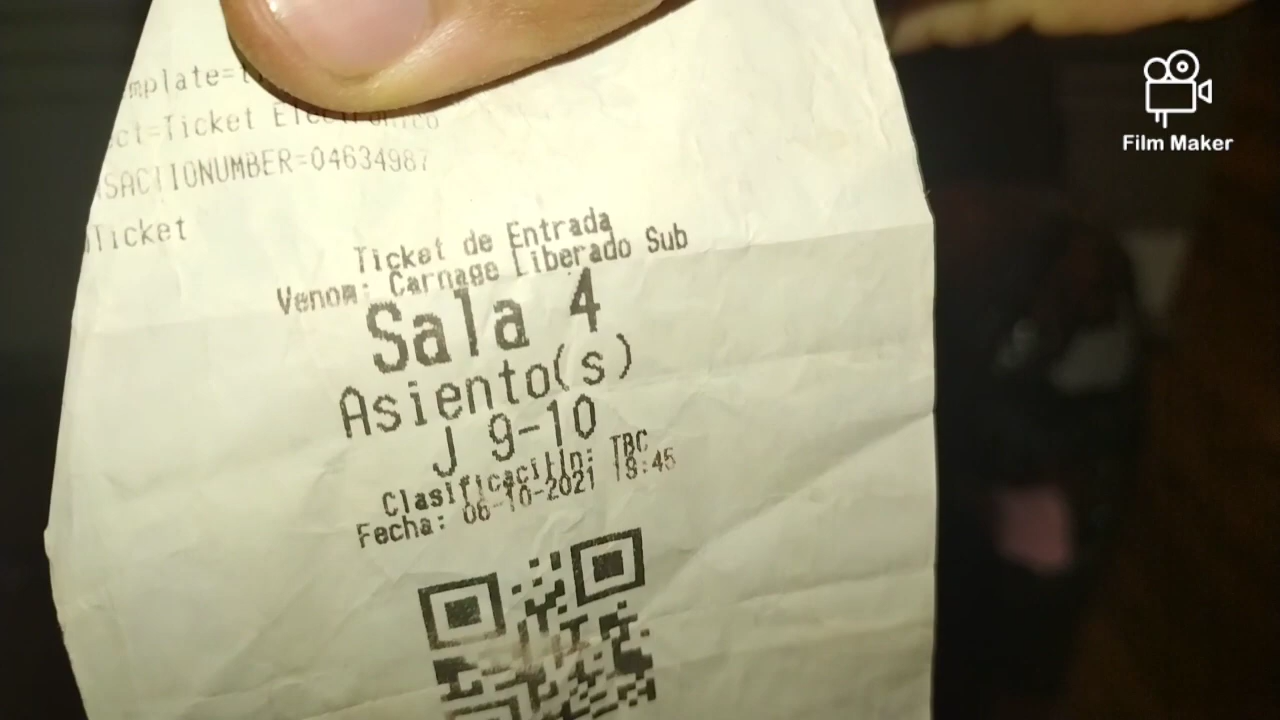 mplate=
ct=Ticket Electronico
SACTIONUMBER=04634987
Ticket
Ticket de Entrada
Venom: Carnage Liberado Sub
Sala 4
Asiento(s)
J 9-10
Clasificaci TBC
Fecha: 06-10-2021 18:45
Film Maker